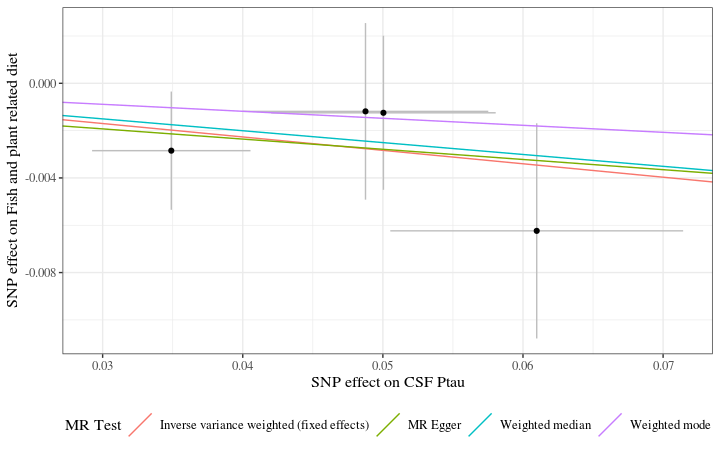 SNP effect on Fish and plant related diet
0.000
-0.004
-0.008
0.03 0.04 0.05 0.06 0.07
SNP effect on CSF Ptau
MR Test Inverse variance weighted (fixed effects) MR Egger Weighted median Weighted mode